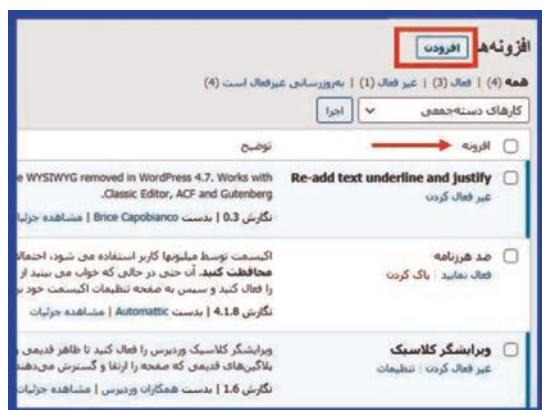 افزونه‌ها افزودن
همه (4) | فعال (3) | غیر فعال (1) | به‌روزرسانی غیرفعال است (4)
کارهای دسته‌جمعی اجرا
افزونه توضیح
Re-add text underline and justify
غیر فعال کردن
e WYSIWYG removed in WordPress 4.7. Works with
Classic Editor, ACF and Gutenberg.
نگارش 0.3 | بدست Brice Capobianco | مشاهده جزئیا
ضد هرزنامه
فعال نمایید | پاک کردن
اکیسمت توسط میلیونها کاربر استفاده می شود، احتمالا
محافظت کنید. آن حتی در حالی که خواب می بینید از
را فعال کنید و سپس به صفحه تنظیمات اکیسمت خود بر
نگارش 4.1.8 | بدست Automattic | مشاهده جزئیات
ویرایشگر کلاسیک
غیر فعال کردن | تنظیمات
ویرایشگر کلاسیک وردپرس را فعال کنید تا ظاهر قدیمی و
پلاگین‌های قدیمی که صفحه را ارتقا و گسترش می‌دهند
نگارش 1.6 | بدست همکاران وردپرس | مشاهده جزئیات